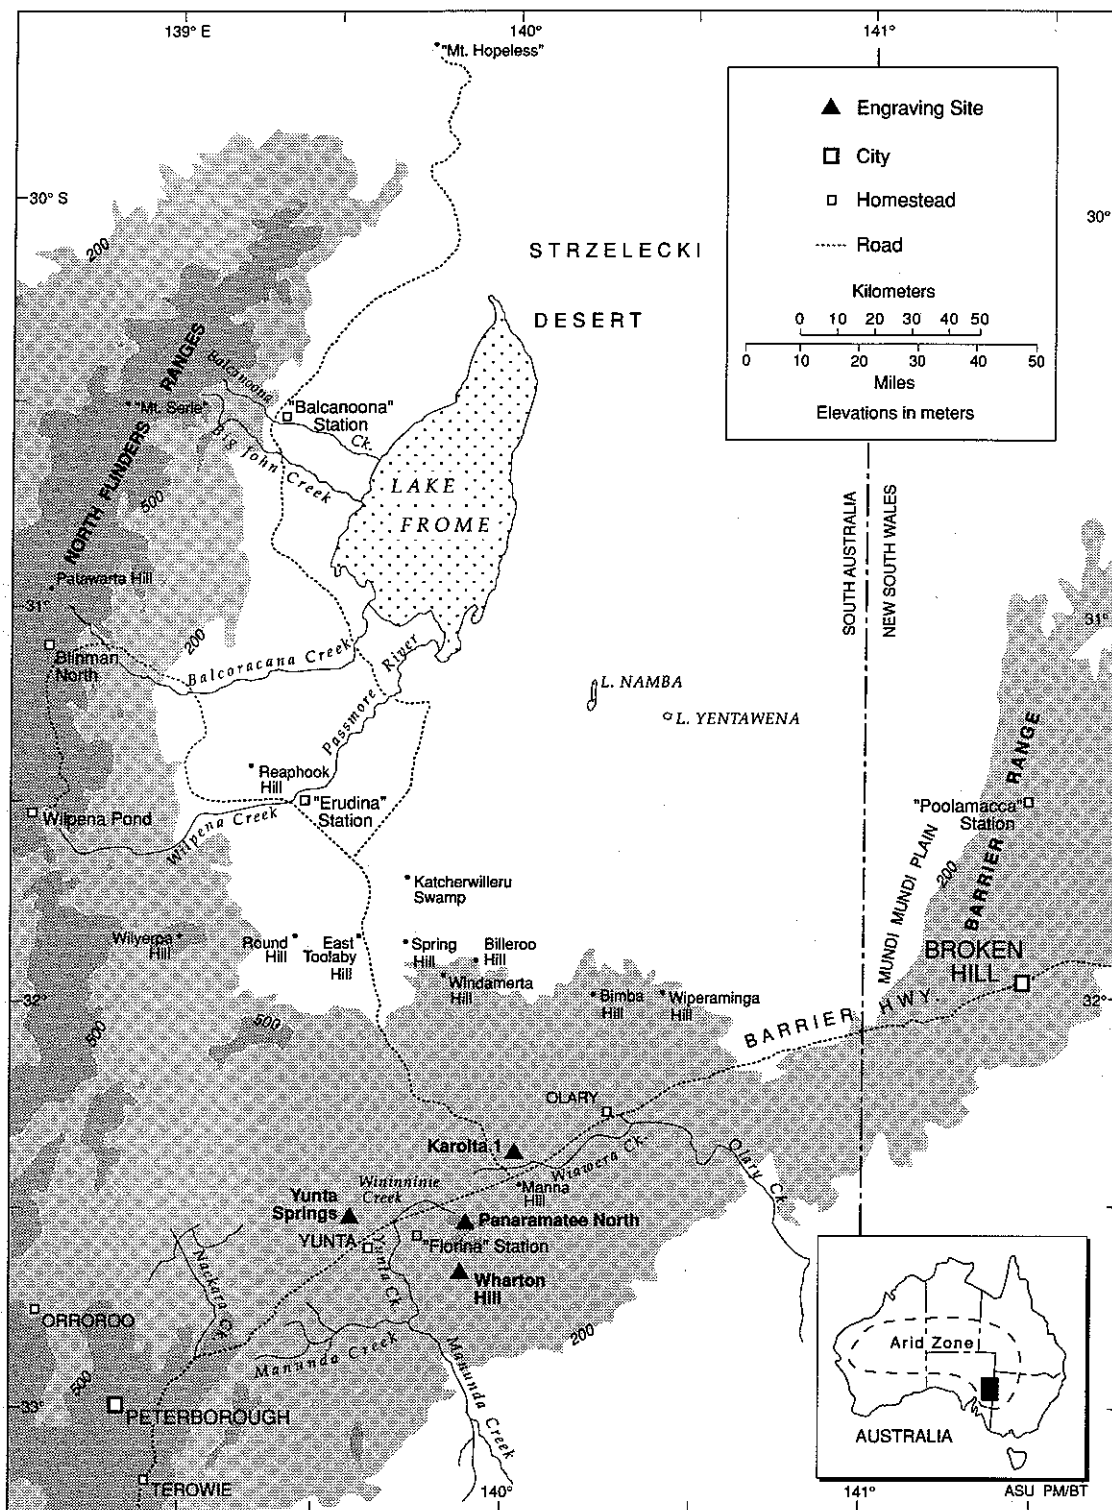 139° E
140°
141°
"Mt. Hopeless"
Engraving Site
City
Homestead
Road
Kilometers
0 10 20 30 40 50
0 10 20 30 40 50
Miles
Elevations in meters
30° S
30°
200
STRZELECKI
DESERT
NORTH FLINDERS RANGES
Balcanoona
Ck.
"Mt. Serle"
"Balcanoona"
Station
Big John Creek
500
LAKE
FROME
SOUTH AUSTRALIA
NEW SOUTH WALES
Patawarta Hill
31°
31°
Blinman
North
200
Balcoracana Creek
Passmore River
L. NAMBA
L. YENTAWENA
Reaphook
Hill
"Erudina"
Station
Wilpena Pond
Wilpena Creek
"Poolamacca"
Station
BARRIER RANGE
MUNDI MUNDI PLAIN
200
Katcherwilleru
Swamp
Wilyerpa
Hill
Round
Hill
East
Toolaby
Hill
Spring
Hill
Billeroo
Hill
Windamerta
Hill
Bimba
Hill
Wiperaminga
Hill
BROKEN
HILL
32°
32°
500
500
BARRIER HWY.
OLARY
Karolta 1
Wiawera Ck.
Olary Ck.
Manna
Hill
Wininninie
Creek
Yunta
Springs
Panaramatee North
YUNTA
Yunta Ck.
"Florina" Station
Wharton
Hill
Nackara Ck.
ORROROO
Manunda Creek
Manunda Creek
200
500
33°
PETERBOROUGH
TEROWIE
140°
141°
Arid Zone
AUSTRALIA
ASU PM/BT